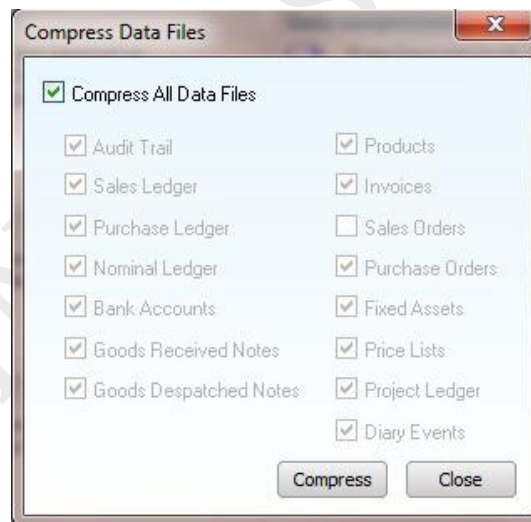 Compress Data Files
Compress All Data Files
Audit Trail
Sales Ledger
Purchase Ledger
Nominal Ledger
Bank Accounts
Goods Received Notes
Goods Despatched Notes
Products
Invoices
Sales Orders
Purchase Orders
Fixed Assets
Price Lists
Project Ledger
Diary Events
Compress
Close